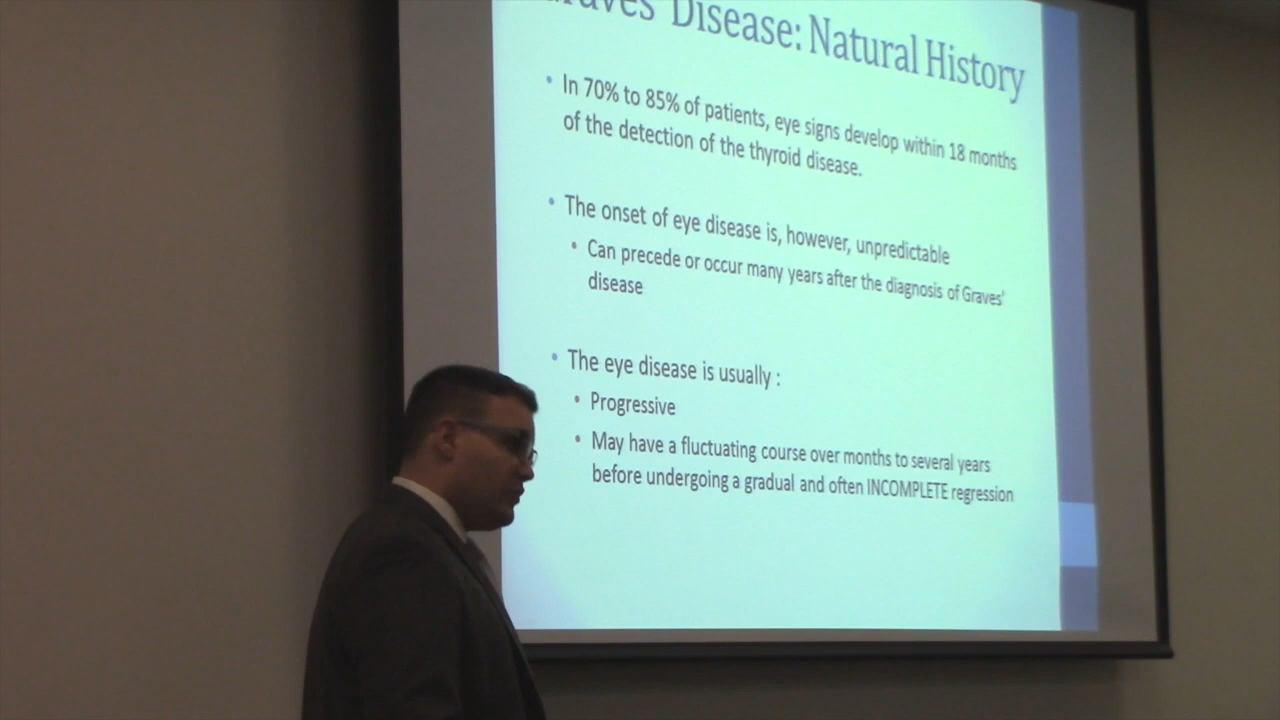 Graves' Disease: Natural History
• In 70% to 85% of patients, eye signs develop within 18 months
of the detection of the thyroid disease.
• The onset of eye disease is, however, unpredictable
• Can precede or occur many years after the diagnosis of Graves'
disease
• The eye disease is usually :
• Progressive
• May have a fluctuating course over months to several years
before undergoing a gradual and often INCOMPLETE regression